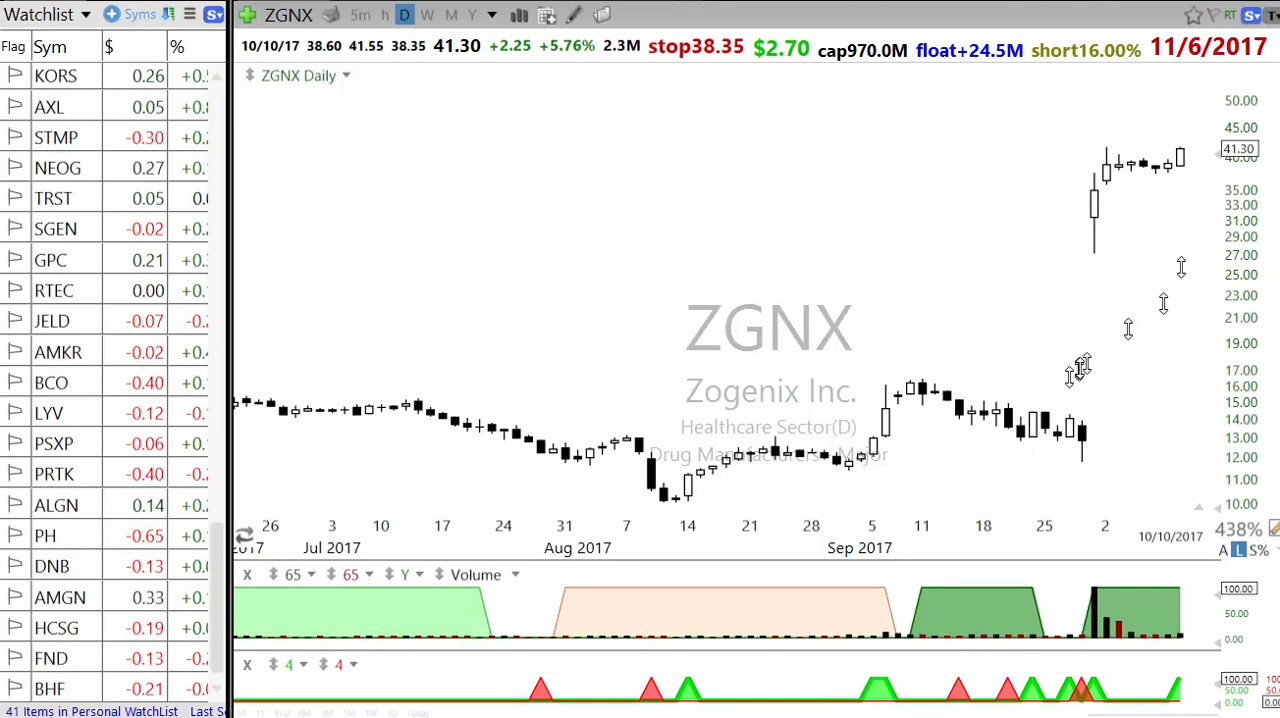 Watchlist Syms
Flag Sym $ %
KORS 0.26
AXL 0.05
STMP -0.30
NEOG 0.27
TRST 0.05
SGEN -0.02
GPC 0.21
RTEC 0.00
JELD -0.07
AMKR -0.02
BCO -0.40
LYV -0.12
PSXP -0.06
PRTK -0.40
ALGN 0.14
PH -0.65
DNB -0.13
AMGN 0.33
HCSG -0.19
FND -0.13
BHF -0.21
41 Items in Personal WatchList
ZGNX 5m h D W M Y RT
10/10/17 38.60 41.55 38.35 41.30 +2.25 +5.76% 2.3M stop38.35 $2.70 cap970.0M float+24.5M short16.00% 11/6/2017
ZGNX Daily
ZGNX
Zogenix Inc.
Healthcare Sector(D)
50.00
45.00
41.30
35.00
33.00
31.00
29.00
27.00
25.00
23.00
21.00
19.00
17.00
16.00
15.00
14.00
13.00
12.00
11.00
10.00
26 3 10 17 24 31 7 14 21 28 5 11 18 25 2
2017 Jul 2017 Aug 2017 Sep 2017 10/10/2017
438%
A L S%
X 65 65 Y Volume
100.00
50.00
0.00
X 4 4
100.00
50.00
0.00